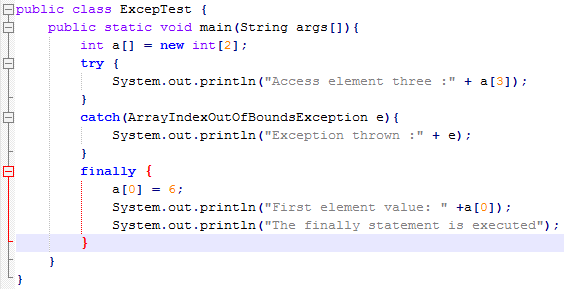 public class ExcepTest {
    public static void main(String args[]){
        int a[] = new int[2];
        try {
            System.out.println("Access element three :" + a[3]);
        }
        catch(ArrayIndexOutOfBoundsException e){
            System.out.println("Exception thrown :" + e);
        }
        finally {
            a[0] = 6;
            System.out.println("First element value: " +a[0]);
            System.out.println("The finally statement is executed");
        }
    }
}